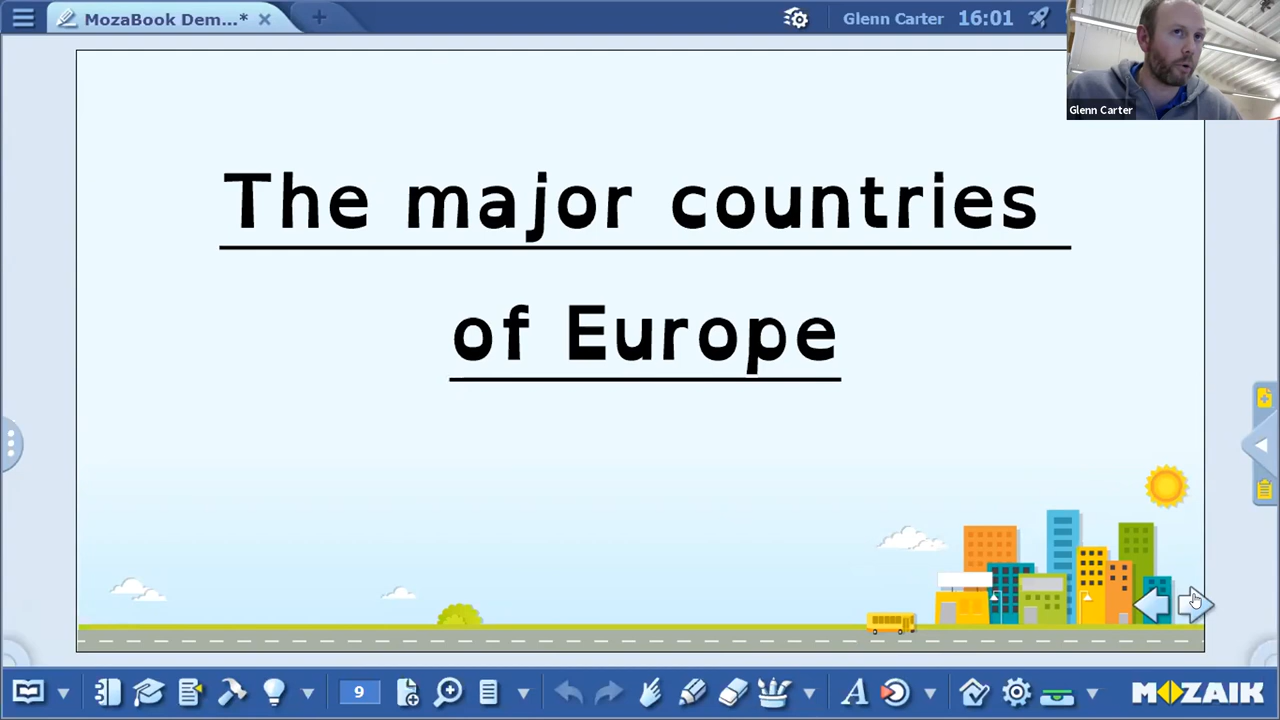 MozaBook Dem...*
Glenn Carter 16:01
Glenn Carter
The major countries
of Europe
9
A
MOZAIK